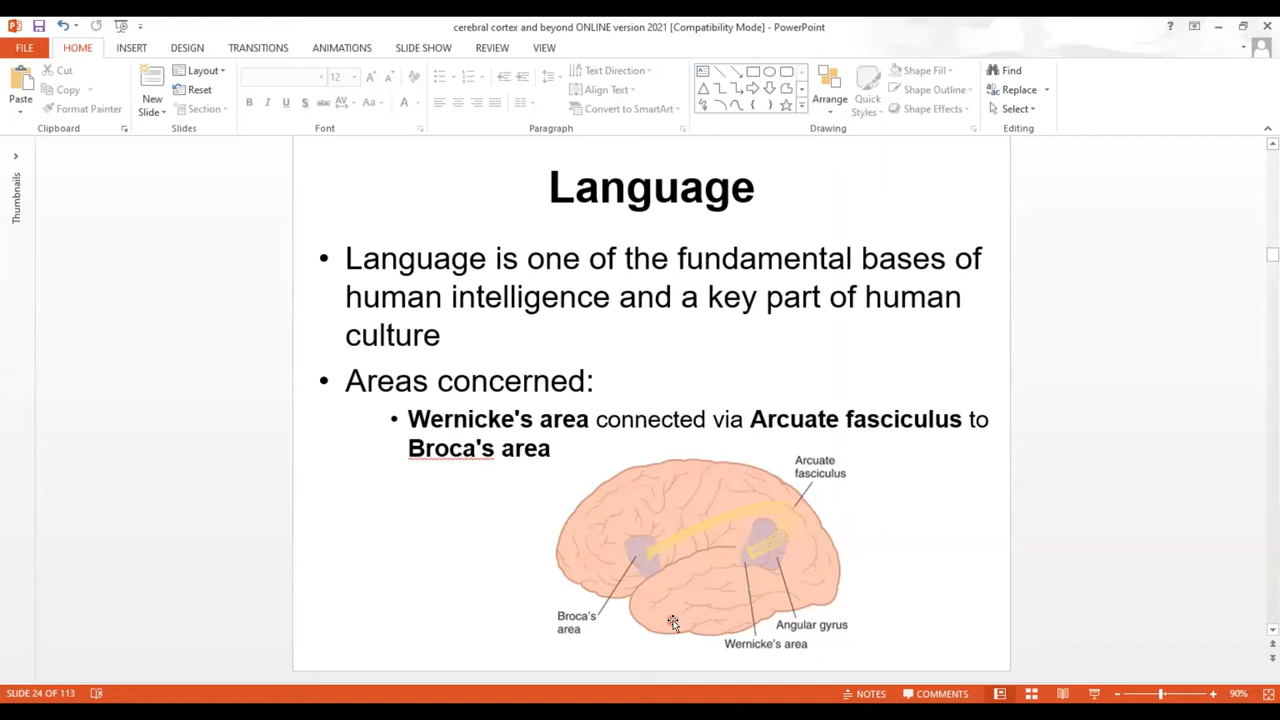 cerebral cortex and beyond ONLINE version 2021 [Compatibility Mode] - PowerPoint
FILE HOME INSERT DESIGN TRANSITIONS ANIMATIONS SLIDE SHOW REVIEW VIEW
Paste
Cut
Copy
Format Painter
Clipboard
New
Slide
Layout
Reset
Section
Slides
12
B I U S abc AV Aa A
Font
Text Direction
Align Text
Convert to SmartArt
Paragraph
Arrange
Quick
Styles
Shape Fill
Shape Outline
Shape Effects
Drawing
Find
Replace
Select
Editing
Thumbnails
Language
• Language is one of the fundamental bases of
human intelligence and a key part of human
culture
• Areas concerned:
• Wernicke's area connected via Arcuate fasciculus to
Broca's area
Arcuate
fasciculus
Broca's
area
Angular gyrus
Wernicke's area
SLIDE 24 OF 113 NOTES COMMENTS 90%